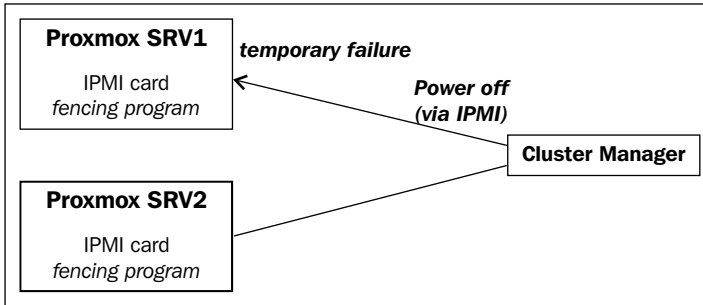 Proxmox SRV1
IPMI card
fencing program
temporary failure
Power off
(via IPMI)
Cluster Manager
Proxmox SRV2
IPMI card
fencing program